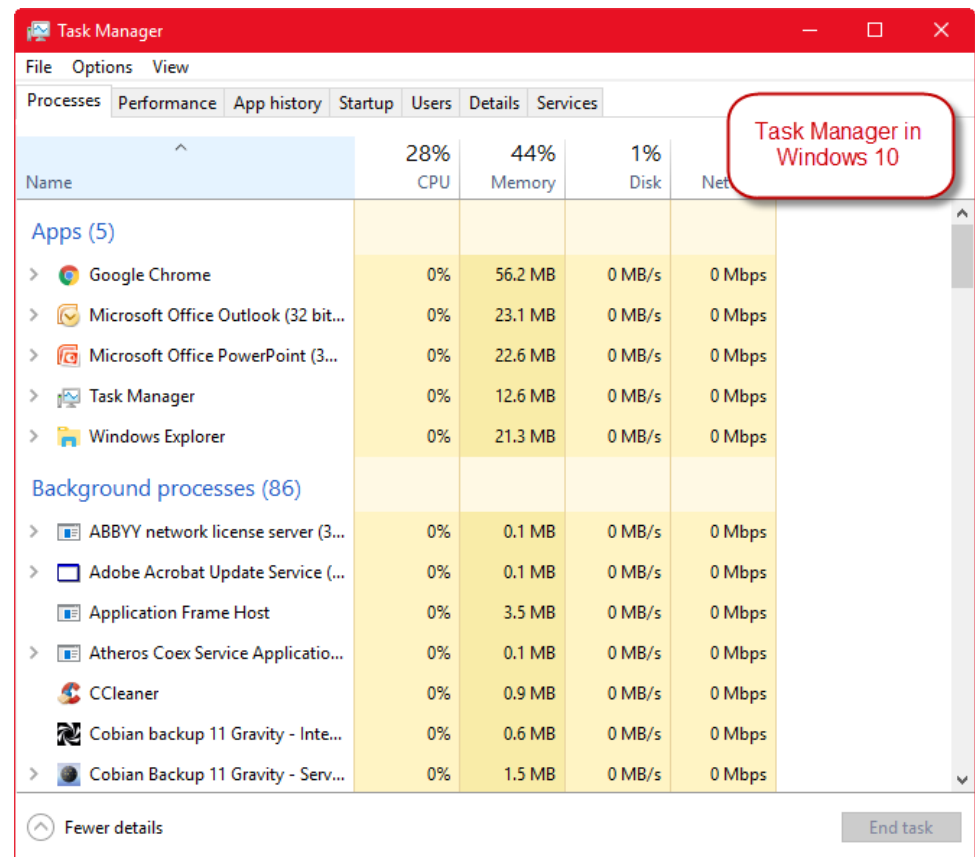 Task Manager
File Options View
Processes Performance App history Startup Users Details Services
Task Manager in
Windows 10
28% 44% 1%
Name CPU Memory Disk
Apps (5)
Google Chrome 0% 56.2 MB 0 MB/s 0 Mbps
Microsoft Office Outlook (32 bit... 0% 23.1 MB 0 MB/s 0 Mbps
Microsoft Office PowerPoint (3... 0% 22.6 MB 0 MB/s 0 Mbps
Task Manager 0% 12.6 MB 0 MB/s 0 Mbps
Windows Explorer 0% 21.3 MB 0 MB/s 0 Mbps
Background processes (86)
ABBYY network license server (3... 0% 0.1 MB 0 MB/s 0 Mbps
Adobe Acrobat Update Service (... 0% 0.1 MB 0 MB/s 0 Mbps
Application Frame Host 0% 3.5 MB 0 MB/s 0 Mbps
Atheros Coex Service Applicatio... 0% 0.1 MB 0 MB/s 0 Mbps
CCleaner 0% 0.9 MB 0 MB/s 0 Mbps
Cobian backup 11 Gravity - Inte... 0% 0.6 MB 0 MB/s 0 Mbps
Cobian Backup 11 Gravity - Serv... 0% 1.5 MB 0 MB/s 0 Mbps
Fewer details End task